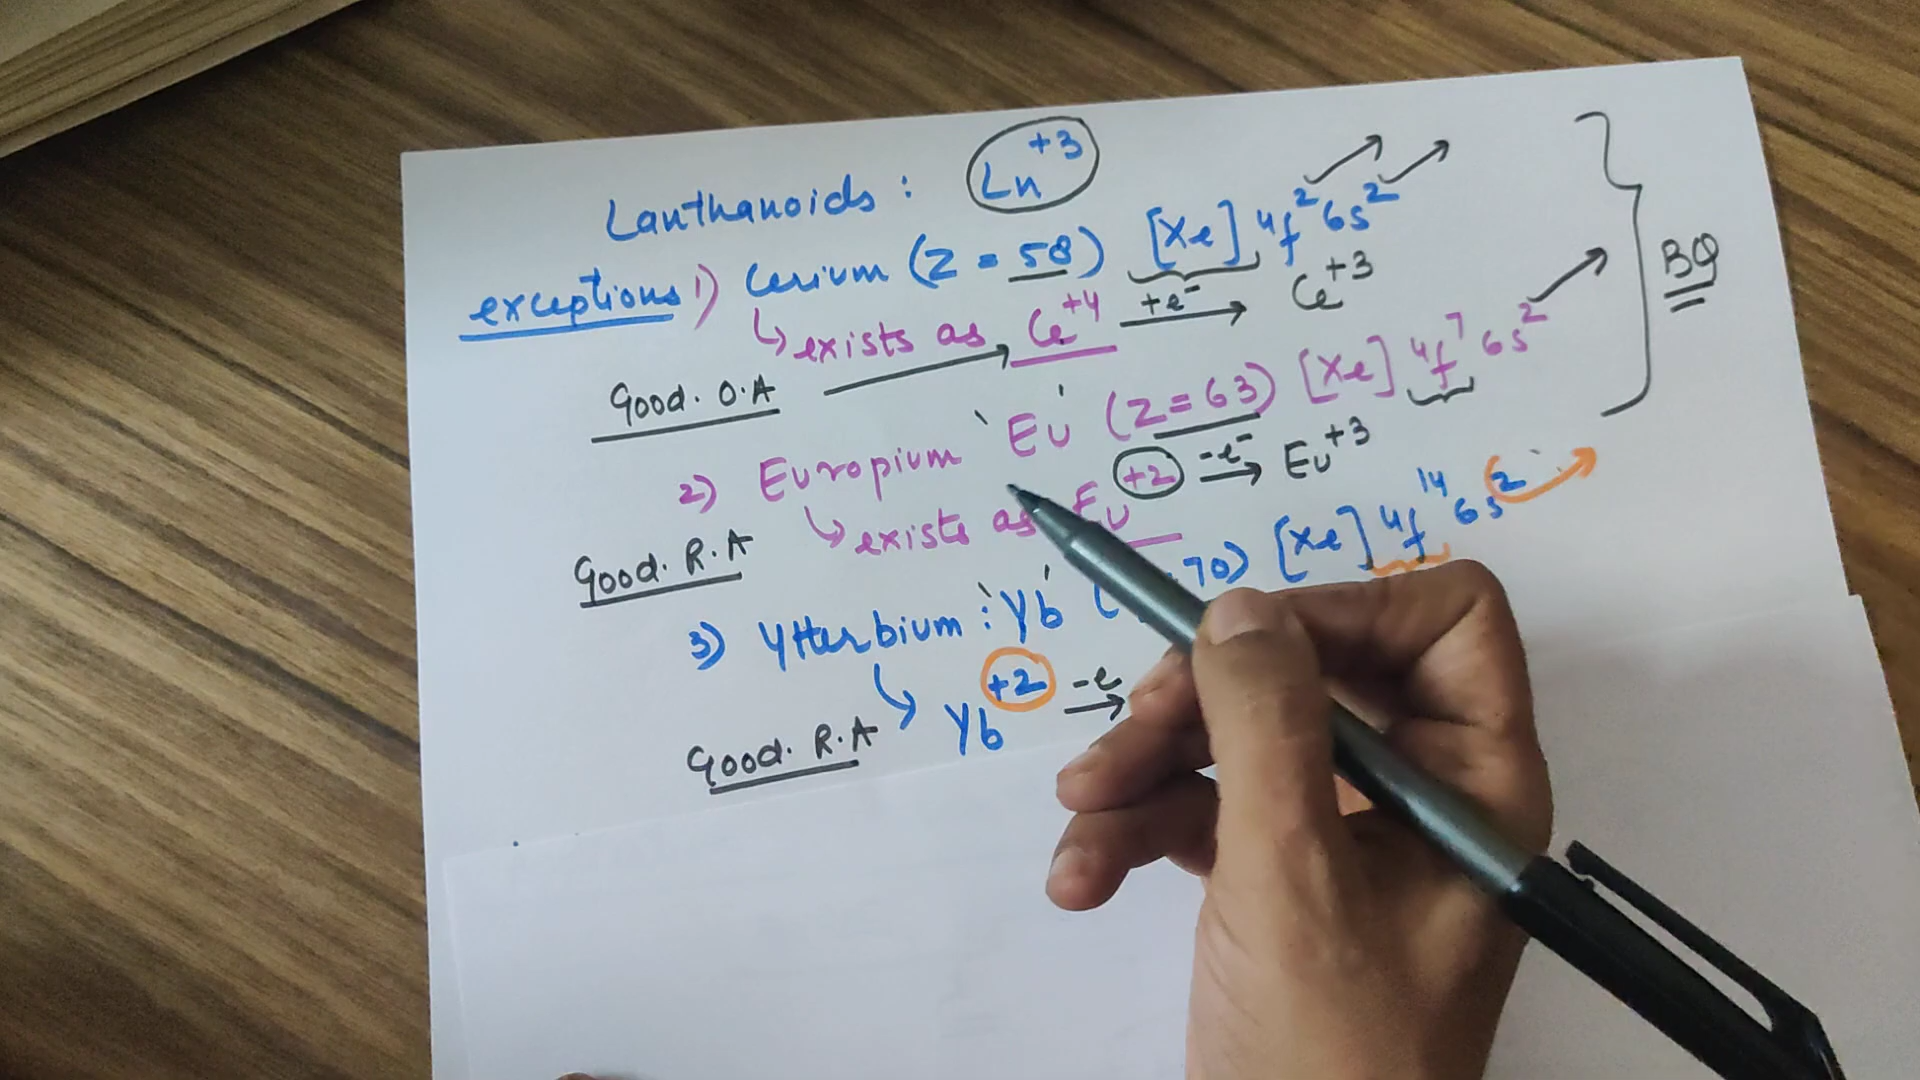 Lanthanoids : Ln+3
exceptions 1) Cerium (Z = 58) [Xe] 4f2 6s2
↳ exists as Ce+4 +e- → Ce+3
Good. O.A →
2) Europium `Eu' (Z=63) [Xe] 4f7 6s2
↳ exists as Eu+2 -e- → Eu+3
Good. R.A
3) Ytterbium : `Yb' ( 70) [Xe] 4f14 6s2
↳ Yb+2 -e →
Good. R.A
BQ